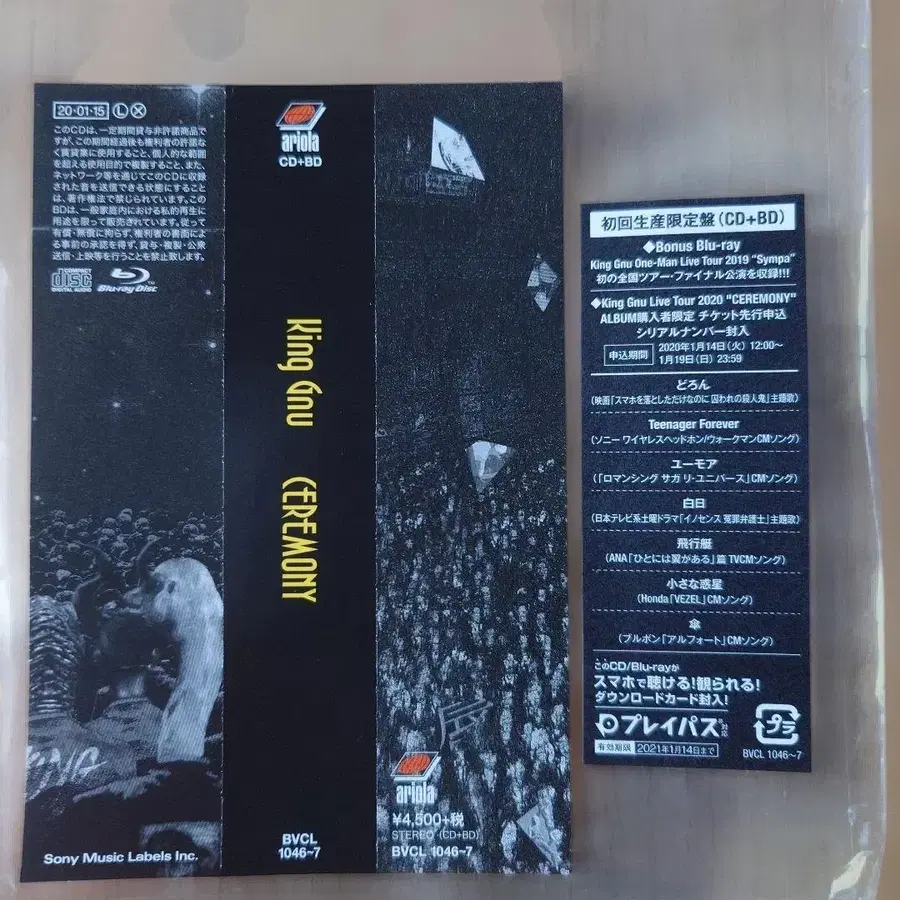 20・01・15 Ⓛ ⓧ
このCDは、一定期間貸与非許諾商品で
すが、この期間経過後も権利者の許諾な
く賃貸業に使用すること、個人的な範囲
を超える使用目的で複製すること、また、
ネットワーク等を通じてこのCDに収録
された音を送信できる状態にすること
は、著作権法で禁じられています。この
BDは、一般家庭内における私的再生に
用途を限って販売されています。従って
有償・無償に拘らず、権利者の書面によ
る事前の承認を得ず、貸与・複製・公衆
送信・上映等を行うことを禁止致します。
COMPACT
disc
DIGITAL AUDIO
Blu-ray Disc™
Sony Music Labels Inc.
ariola
CD+BD
King Gnu CEREMONY
BVCL
1046~7
ariola
¥4,500+税
STEREO (CD+BD)
BVCL 1046~7
初回生産限定盤(CD+BD)
◆Bonus Blu-ray
King Gnu One-Man Live Tour 2019 "Sympa"
初の全国ツアー・ファイナル公演を収録!!!
◆King Gnu Live Tour 2020 "CEREMONY"
ALBUM購入者限定 チケット先行申込
シリアルナンバー封入
申込期間 2020年1月14日(火) 12:00~
1月19日(日) 23:59
どろん
(映画「スマホを落としただけなのに 囚われの殺人鬼」主題歌)
Teenager Forever
(ソニー ワイヤレスヘッドホン/ウォークマンCMソング)
ユーモア
(「ロマンシング サガ リ・ユニバース」CMソング)
白日
(日本テレビ系土曜ドラマ「イノセンス 冤罪弁護士」主題歌)
飛行艇
(ANA「ひとには翼がある」篇 TVCMソング)
小さな惑星
(Honda「VEZEL」CMソング)
傘
(ブルボン「アルフォート」CMソング)
このCD/Blu-rayが
スマホで聴ける!観られる!
ダウンロードカード封入!
プレイパス®対応
有効期限 2021年1月14日まで
プラ
BVCL 1046~7